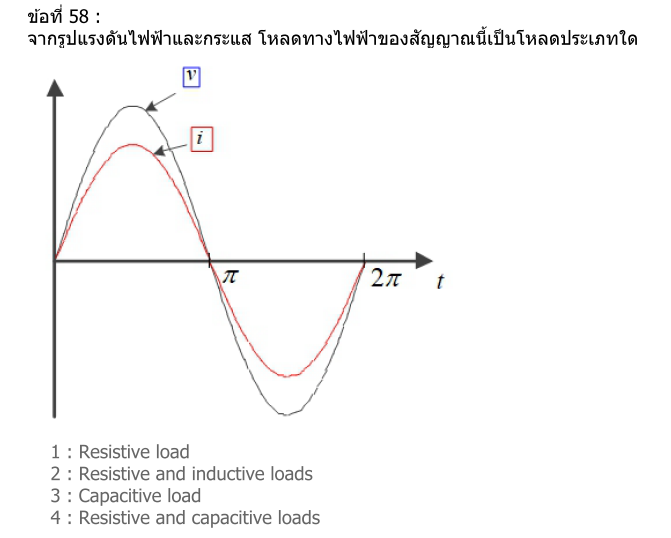 ข้อที่ 58 :
จากรูปแรงดันไฟฟ้าและกระแส โหลดทางไฟฟ้าของสัญญาณนี้เป็นโหลดประเภทใด
v
i
π
2π
t
1 : Resistive load
2 : Resistive and inductive loads
3 : Capacitive load
4 : Resistive and capacitive loads